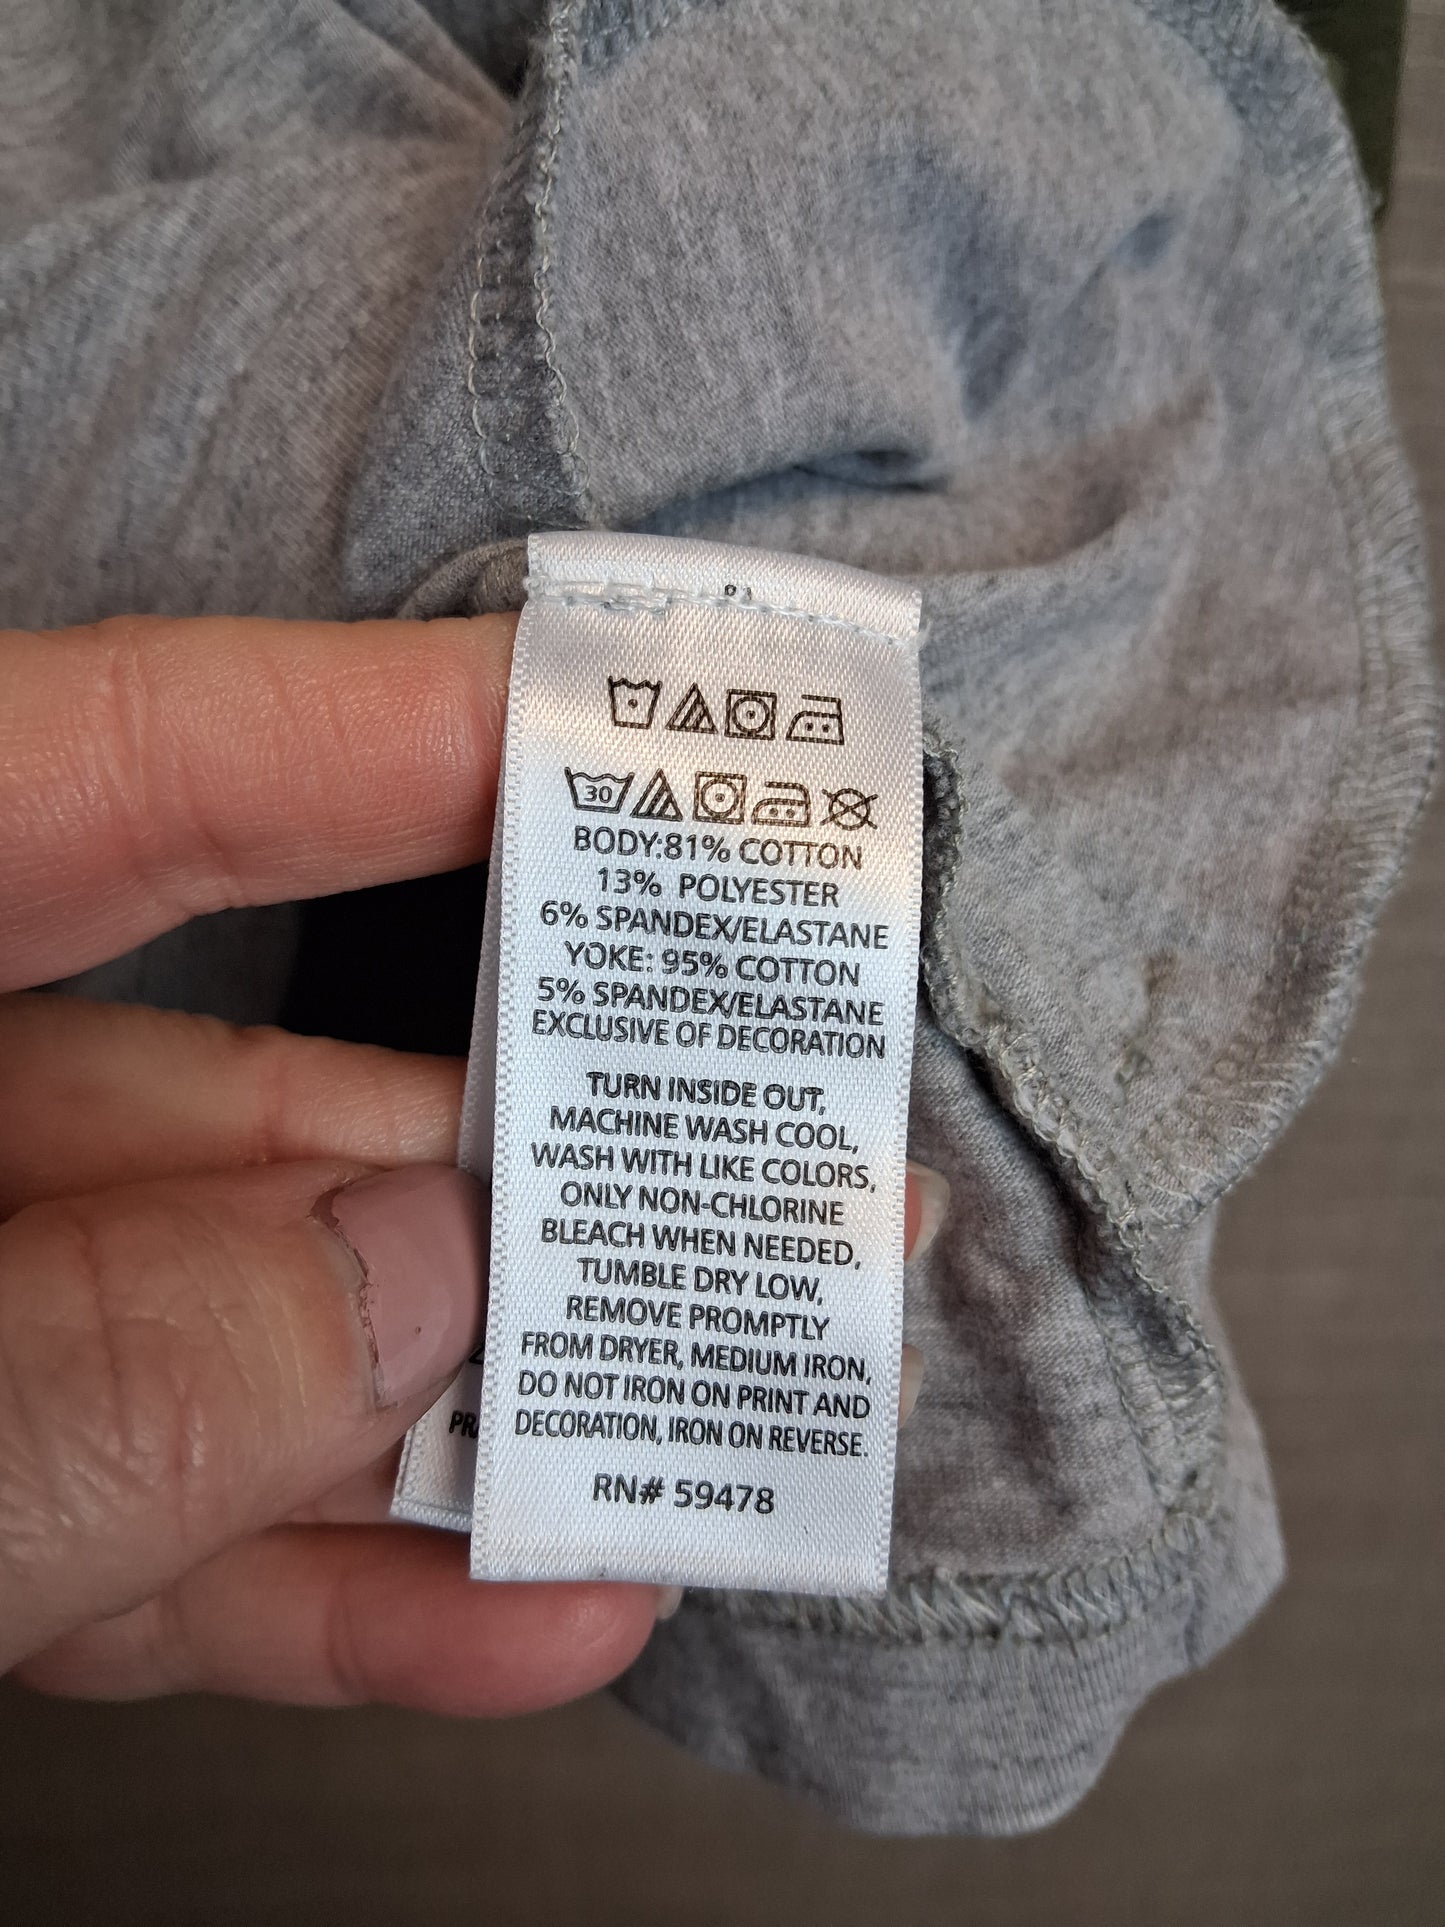 30
BODY:81% COTTON
13% POLYESTER
6% SPANDEX/ELASTANE
YOKE: 95% COTTON
5% SPANDEX/ELASTANE
EXCLUSIVE OF DECORATION
TURN INSIDE OUT,
MACHINE WASH COOL,
WASH WITH LIKE COLORS,
ONLY NON-CHLORINE
BLEACH WHEN NEEDED,
TUMBLE DRY LOW,
REMOVE PROMPTLY
FROM DRYER, MEDIUM IRON,
DO NOT IRON ON PRINT AND
DECORATION, IRON ON REVERSE.
RN# 59478